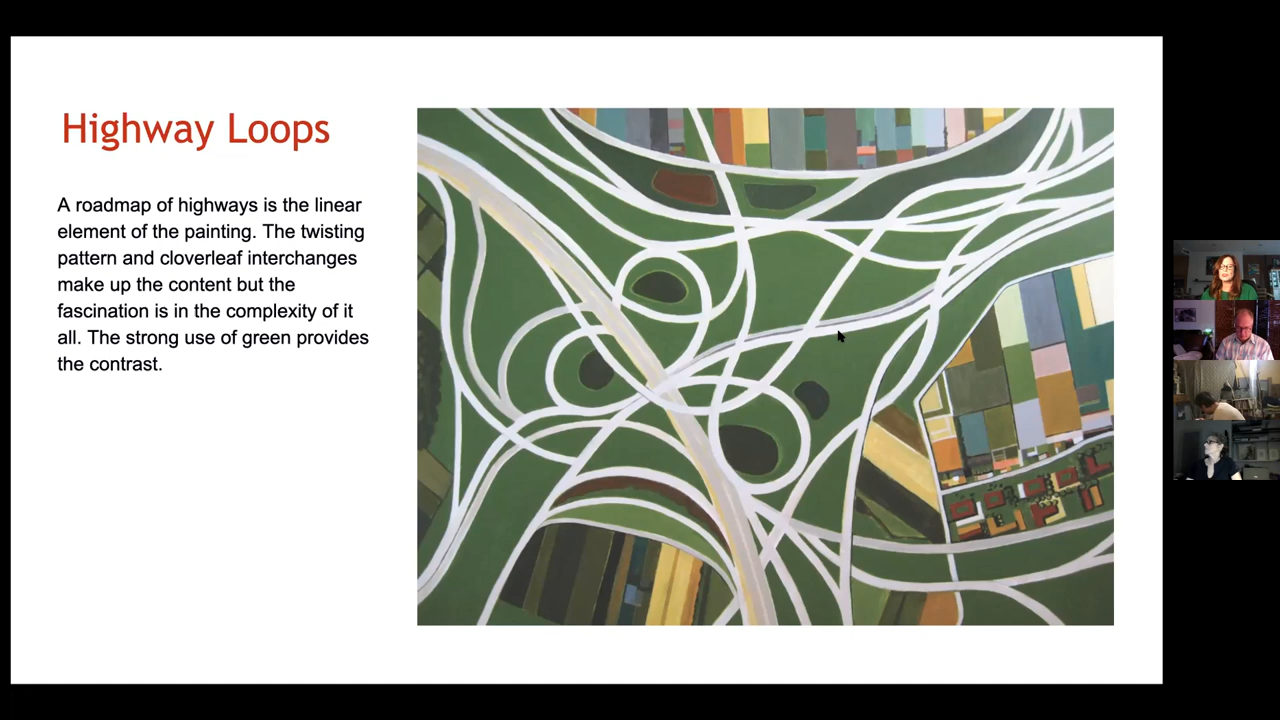 Highway Loops
A roadmap of highways is the linear
element of the painting. The twisting
pattern and cloverleaf interchanges
make up the content but the
fascination is in the complexity of it
all. The strong use of green provides
the contrast.